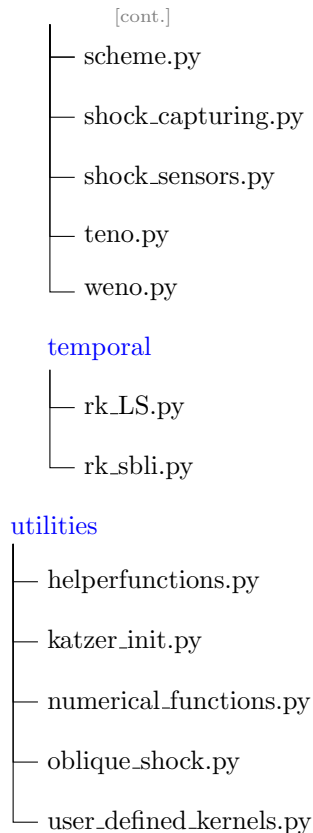 [cont.]
scheme.py
shock_capturing.py
shock_sensors.py
teno.py
weno.py
temporal
rk_LS.py
rk_sbli.py
utilities
helperfunctions.py
katzer_init.py
numerical_functions.py
oblique_shock.py
user_defined_kernels.py